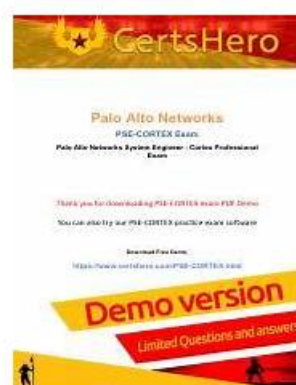 CertsHero
Palo Alto Networks
PSE-CORTEX Exam
Palo Alto Networks System Engineer - Cortex Professional
Exam
Thank you for downloading PSE-CORTEX exam PDF Demo
You can also try our PSE-CORTEX practice exam software
Download Free Demo
https://www.certshero.com/PSE-CORTEX.html
Demo version
Limited Questions and answers